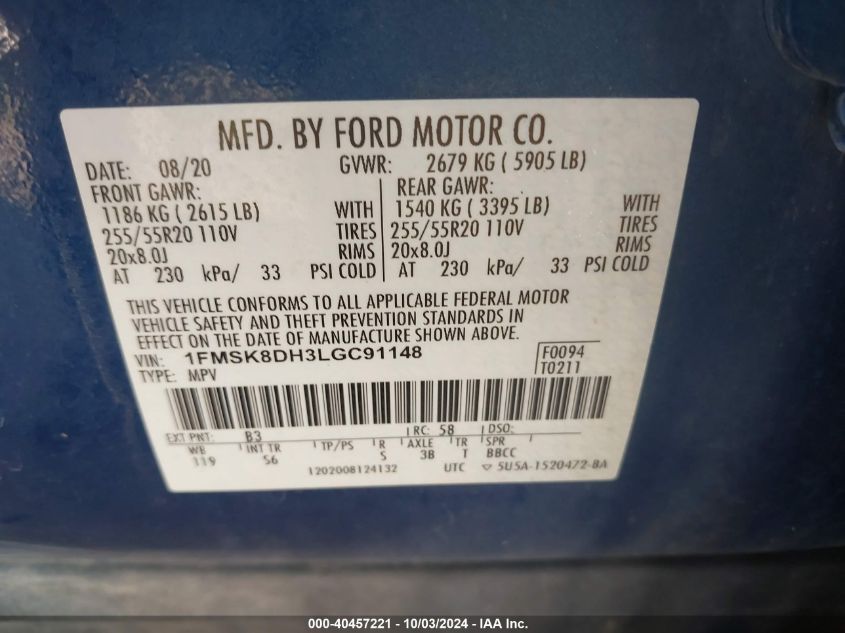 MFD. BY FORD MOTOR CO.
DATE: 08/20 GVWR: 2679 KG ( 5905 LB)
FRONT GAWR: REAR GAWR:
1186 KG ( 2615 LB) WITH 1540 KG ( 3395 LB) WITH
255/55R20 110V TIRES 255/55R20 110V TIRES
20x8.0J RIMS 20x8.0J RIMS
AT 230 kPa/ 33 PSI COLD AT 230 kPa/ 33 PSI COLD
THIS VEHICLE CONFORMS TO ALL APPLICABLE FEDERAL MOTOR
VEHICLE SAFETY AND THEFT PREVENTION STANDARDS IN
EFFECT ON THE DATE OF MANUFACTURE SHOWN ABOVE.
VIN: 1FMSK8DH3LGC91148 F0094
TYPE: MPV T0211
EXT PNT: B3 RC: 58 DSO:
WB INT TR TP/PS R AXLE TR SPR
119 S6 S 3B T BBCC
1202008124132 UTC ▽ 5U5A-1520472-BA
000-40457221 - 10/03/2024 - IAA Inc.